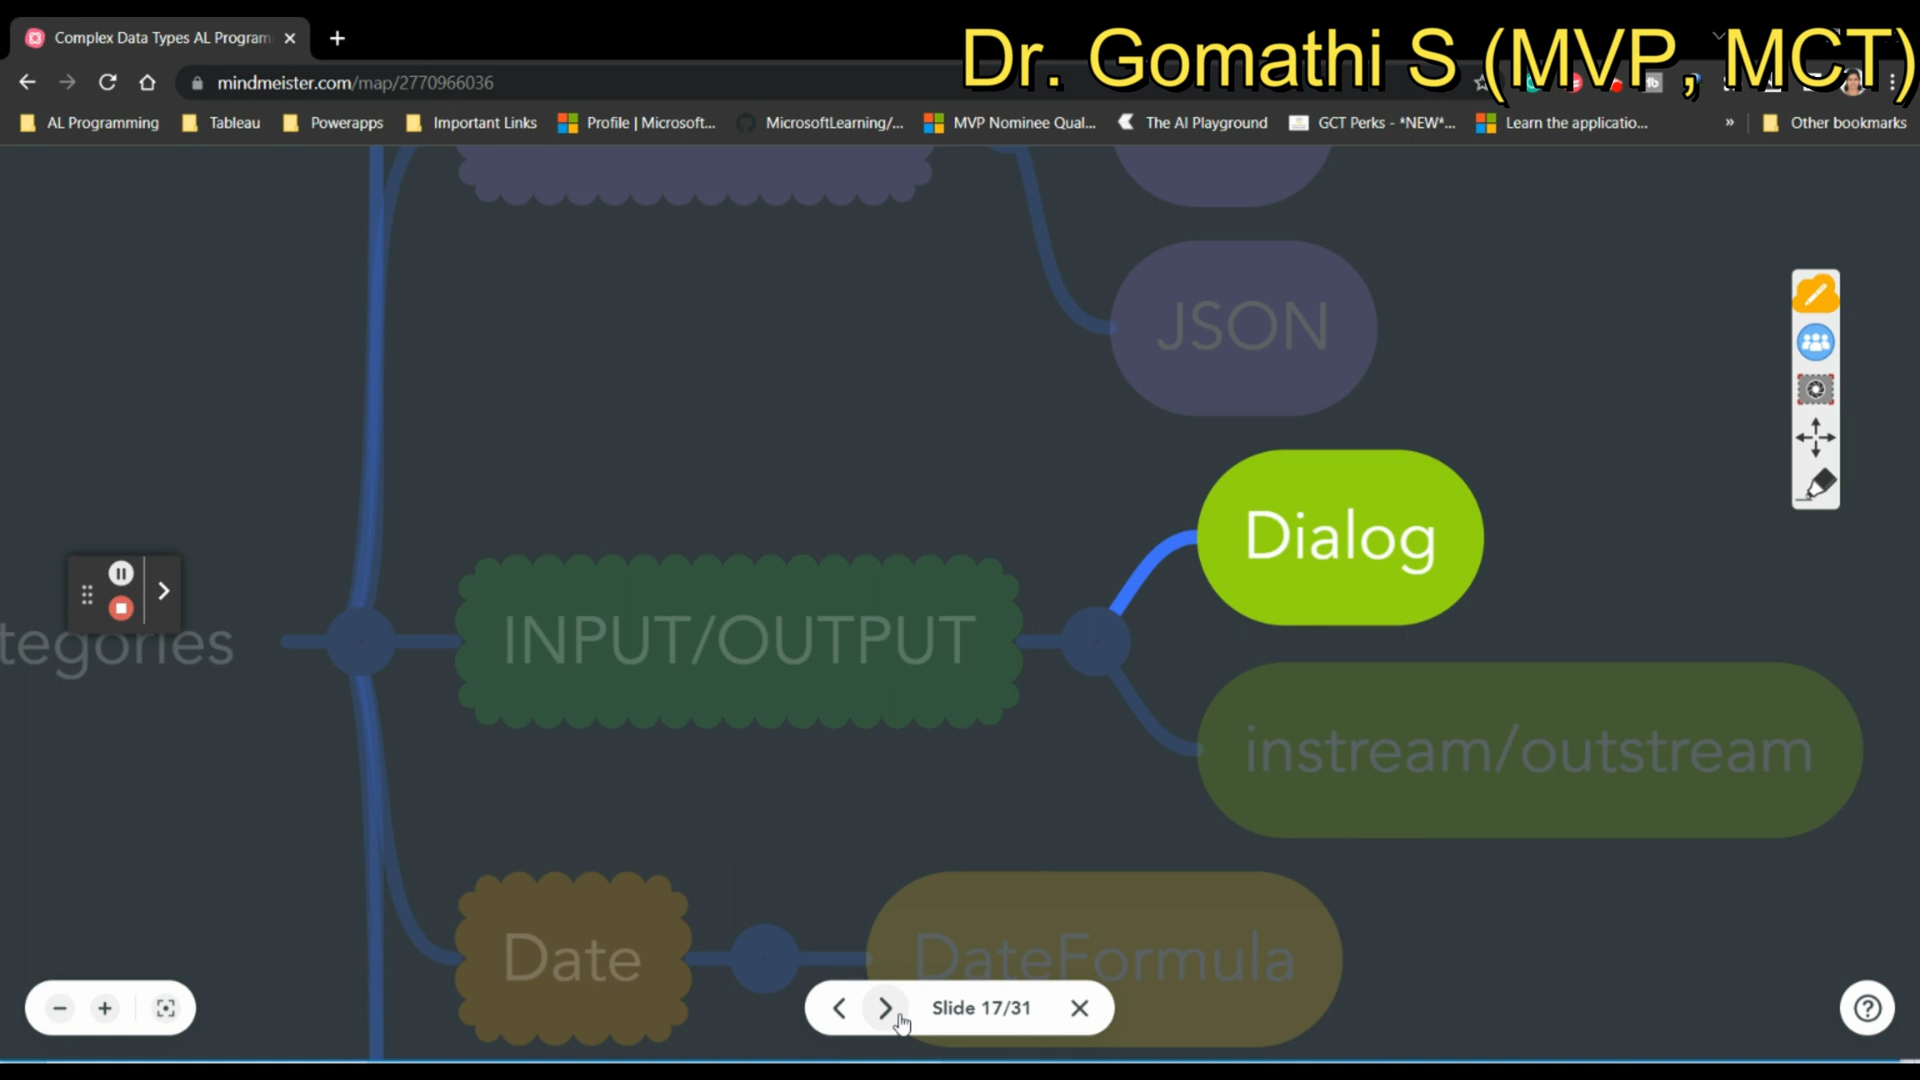 Complex Data Types AL Program
Dr. Gomathi S (MVP, MCT)
mindmeister.com/map/2770966036
AL Programming
Tableau
Powerapps
Important Links
Profile | Microsoft...
MicrosoftLearning/...
MVP Nominee Qual...
The AI Playground
GCT Perks - *NEW*...
Learn the applicatio...
Other bookmarks
JSON
Dialog
INPUT/OUTPUT
tegories
instream/outstream
Date
DateFormula
Slide 17/31